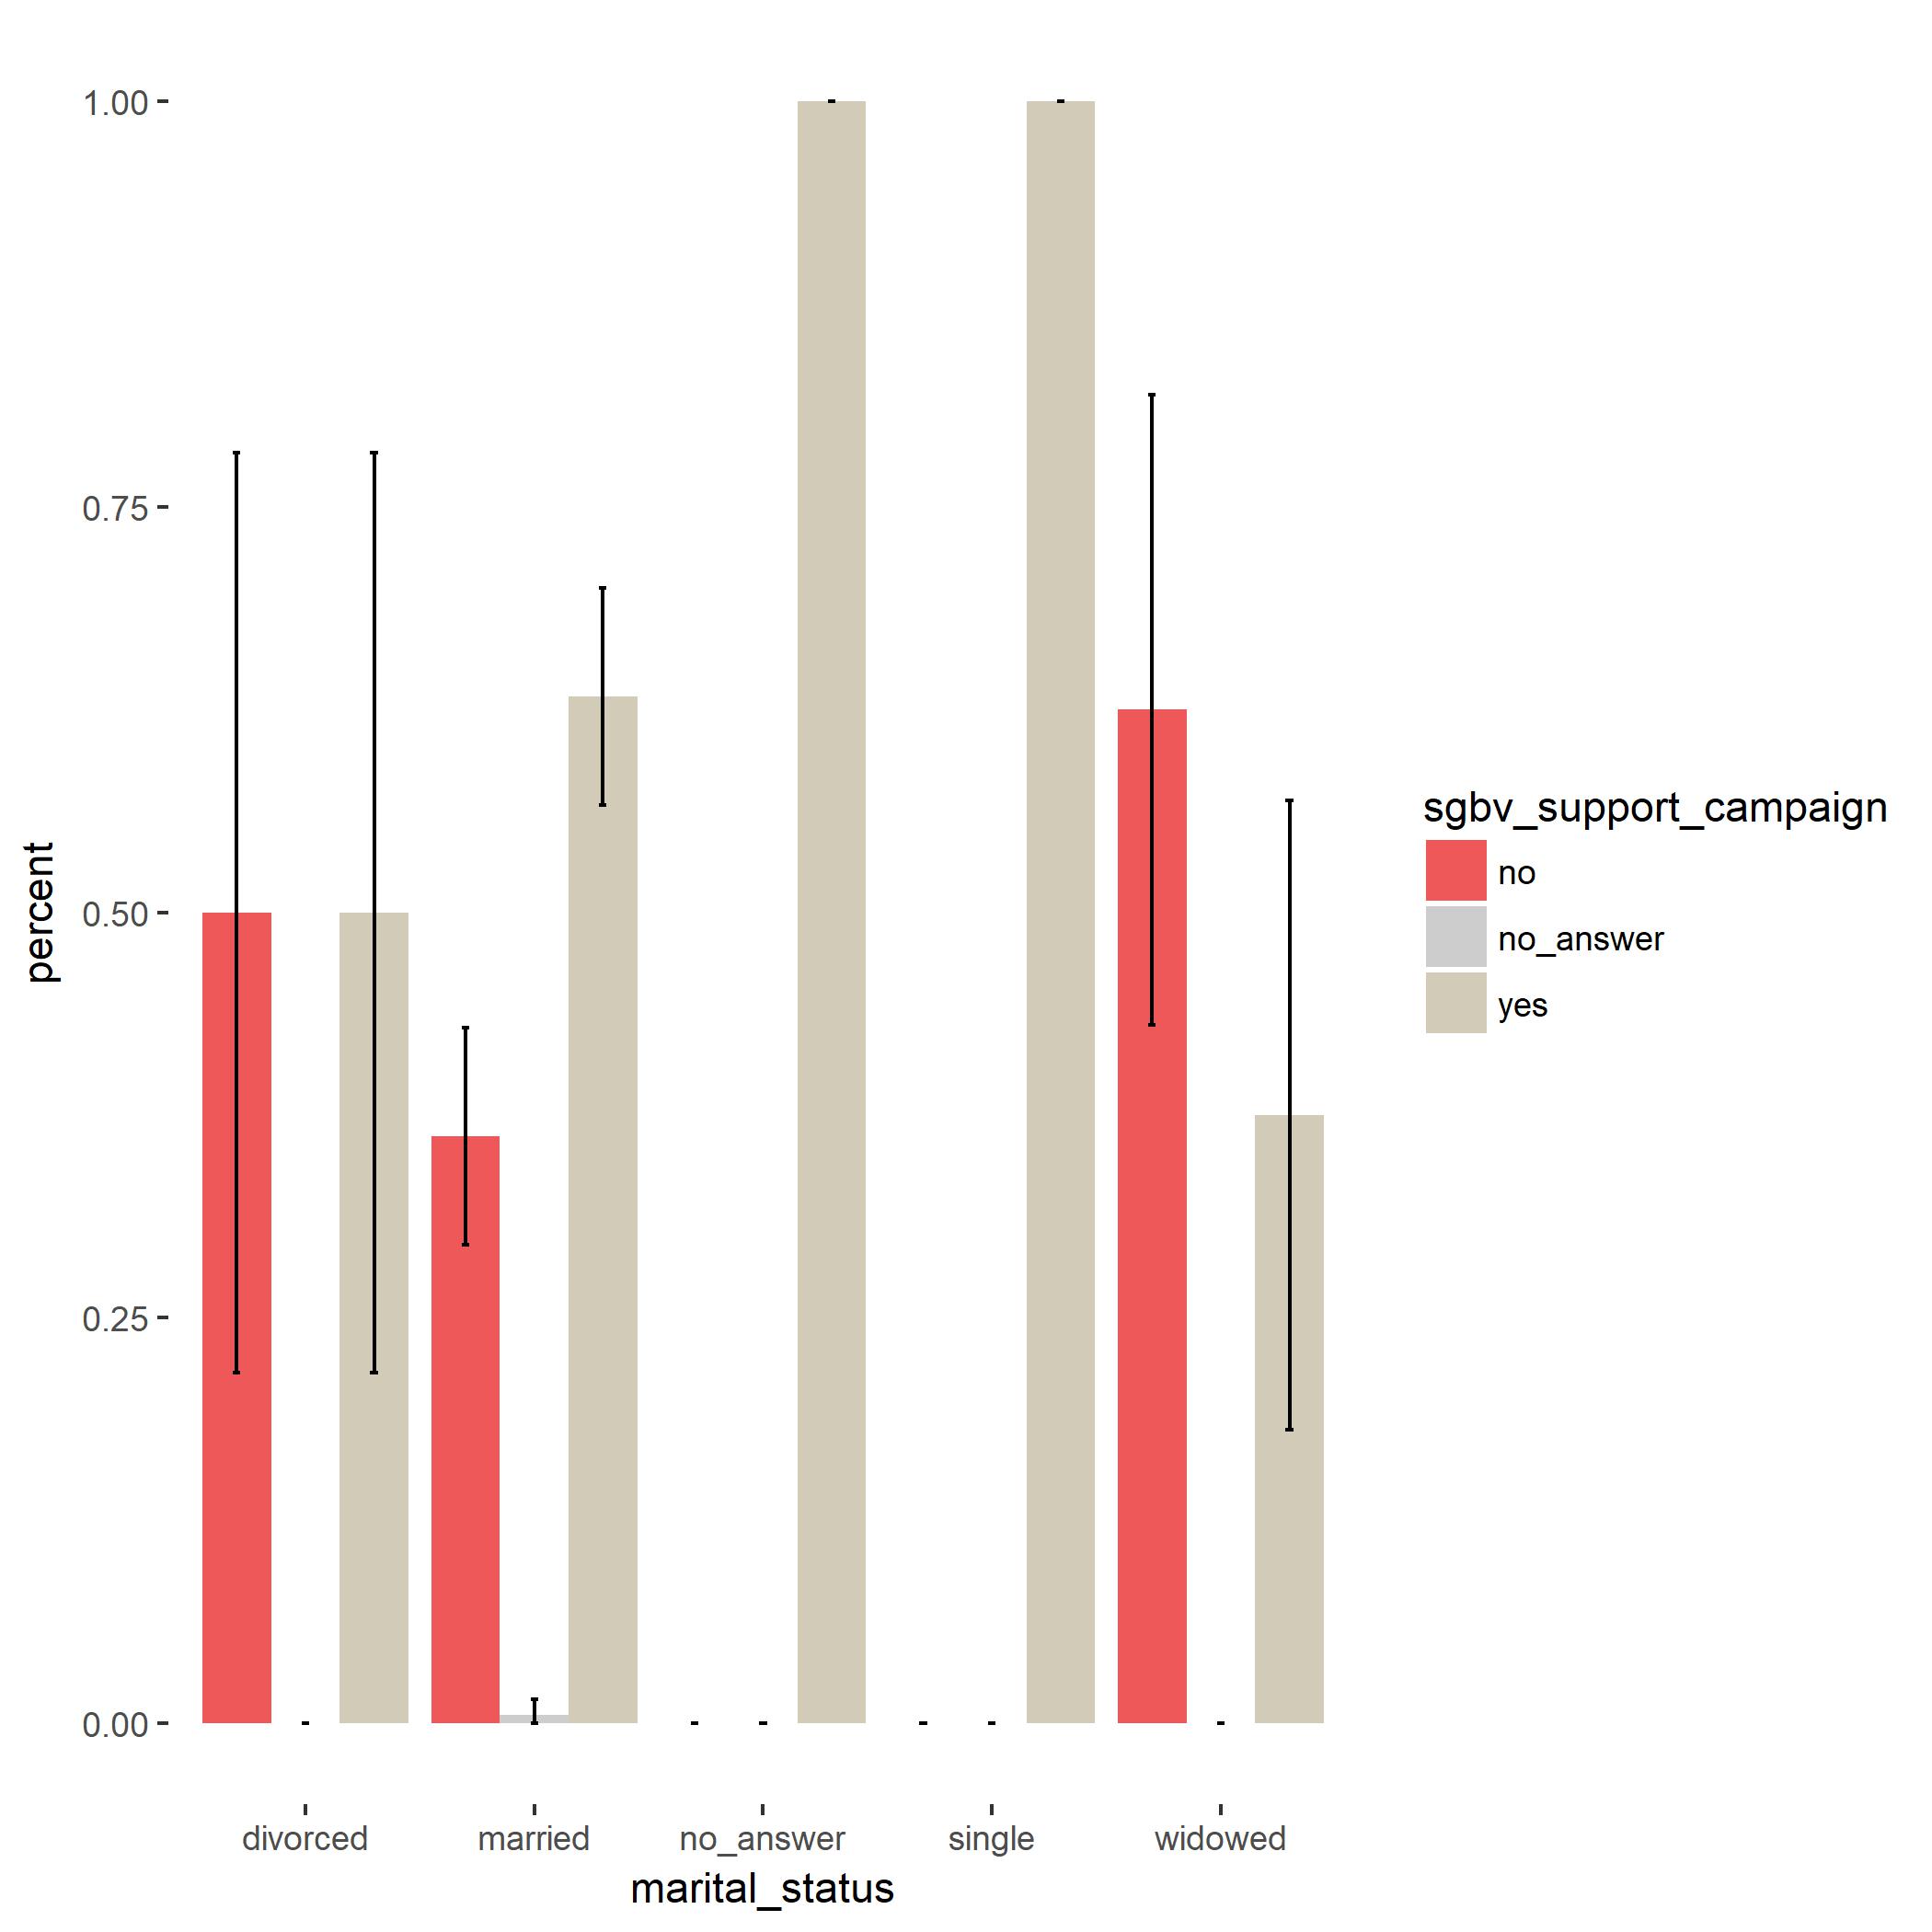 1.00
0.75
0.50
0.25
0.00
percent
divorced married no_answer single widowed
marital_status
sgbv_support_campaign
no
no_answer
yes